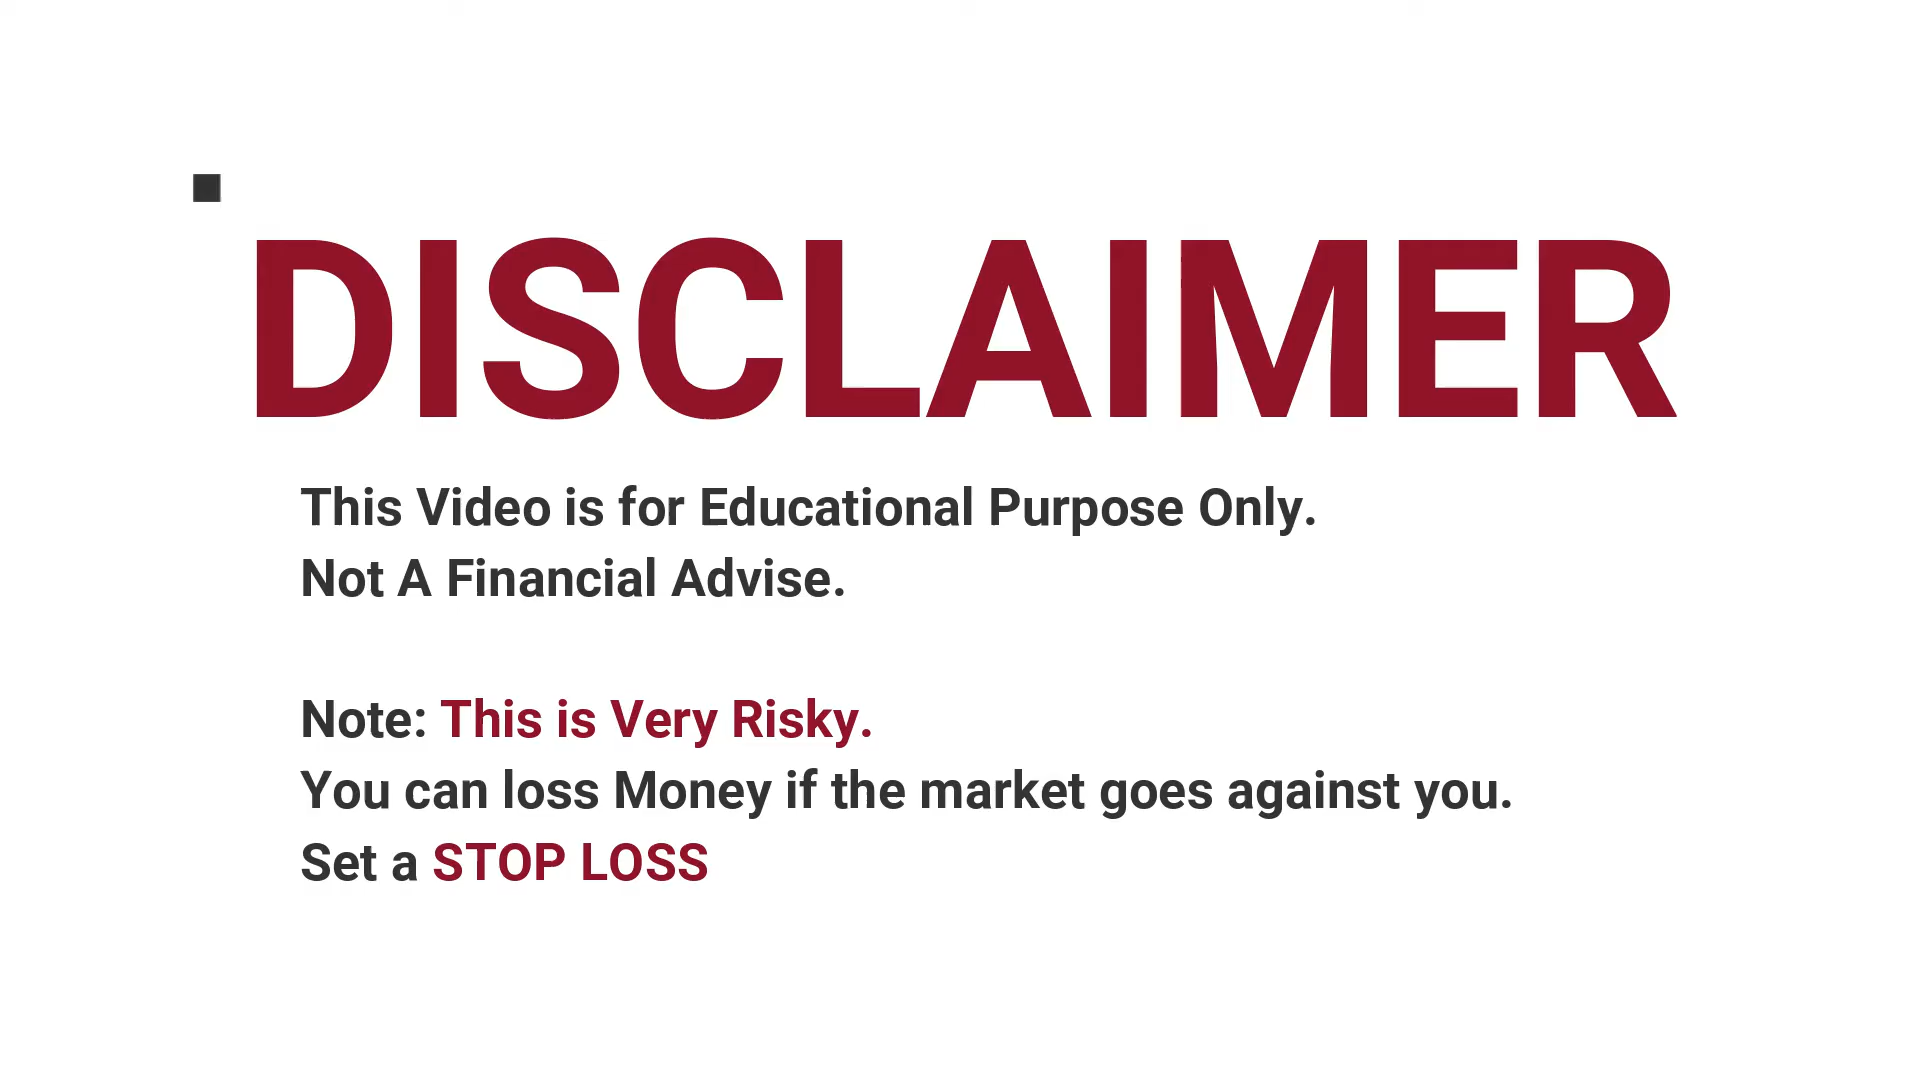 DISCLAIMER
This Video is for Educational Purpose Only.
Not A Financial Advise.
Note: This is Very Risky.
You can loss Money if the market goes against you.
Set a STOP LOSS